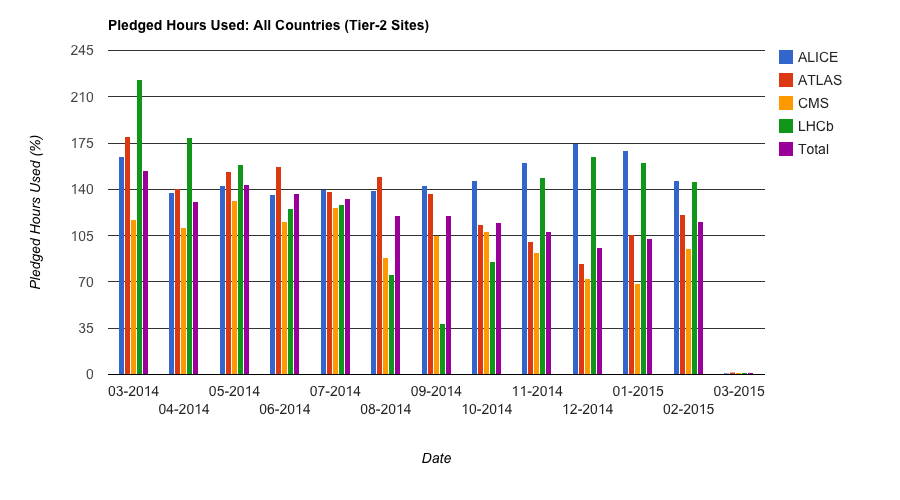 Pledged Hours Used: All Countries (Tier-2 Sites)
245
210
175
140
105
70
35
0
Pledged Hours Used (%)
ALICE
ATLAS
CMS
LHCb
Total
03-2014
04-2014
05-2014
06-2014
07-2014
08-2014
09-2014
10-2014
11-2014
12-2014
01-2015
02-2015
03-2015
Date